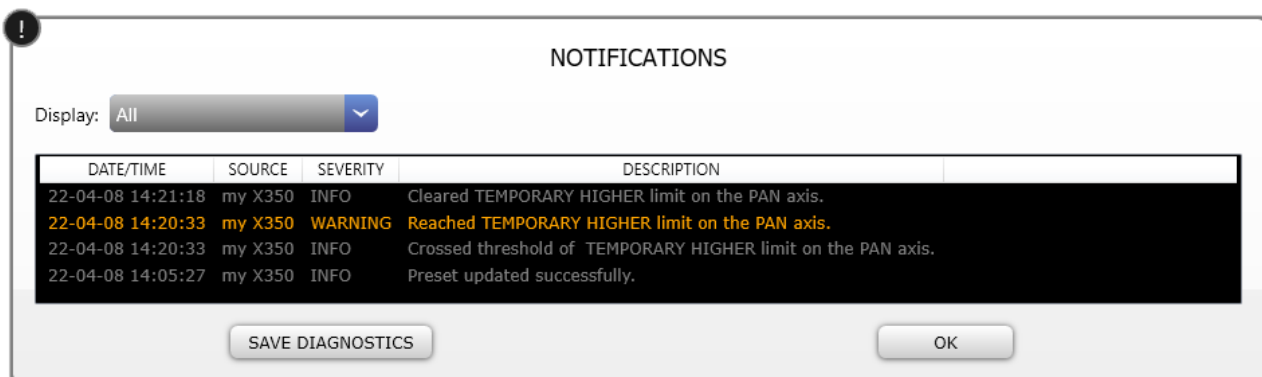 !
NOTIFICATIONS
Display: All
DATE/TIME SOURCE SEVERITY DESCRIPTION
22-04-08 14:21:18 my X350 INFO Cleared TEMPORARY HIGHER limit on the PAN axis.
22-04-08 14:20:33 my X350 WARNING Reached TEMPORARY HIGHER limit on the PAN axis.
22-04-08 14:20:33 my X350 INFO Crossed threshold of  TEMPORARY HIGHER limit on the PAN axis.
22-04-08 14:05:27 my X350 INFO Preset updated successfully.
SAVE DIAGNOSTICS OK